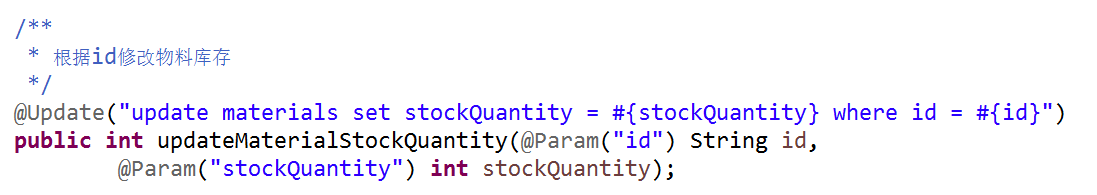 /**
 * 根据id修改物料库存
 */
@Update("update materials set stockQuantity = #{stockQuantity} where id = #{id}")
public int updateMaterialStockQuantity(@Param("id") String id,
        @Param("stockQuantity") int stockQuantity);